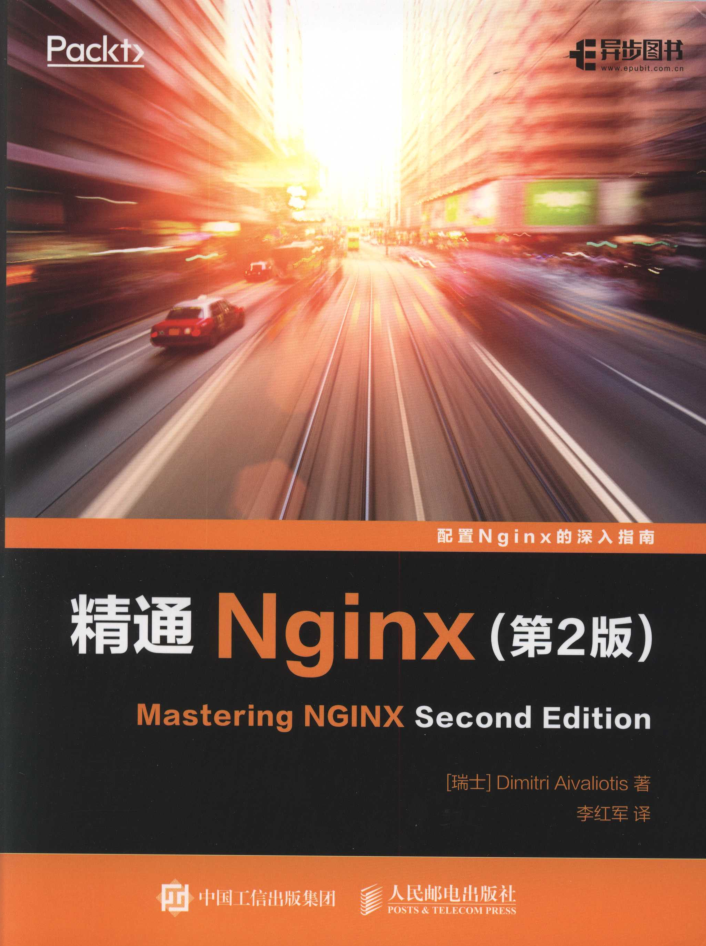 Packt>
异步图书
www.epubit.com.cn
配置Nginx的深入指南
精通 Nginx (第2版)
Mastering NGINX Second Edition
[瑞士] Dimitri Aivaliotis 著
李红军 译
中国工信出版集团
人民邮电出版社
POSTS & TELECOM PRESS